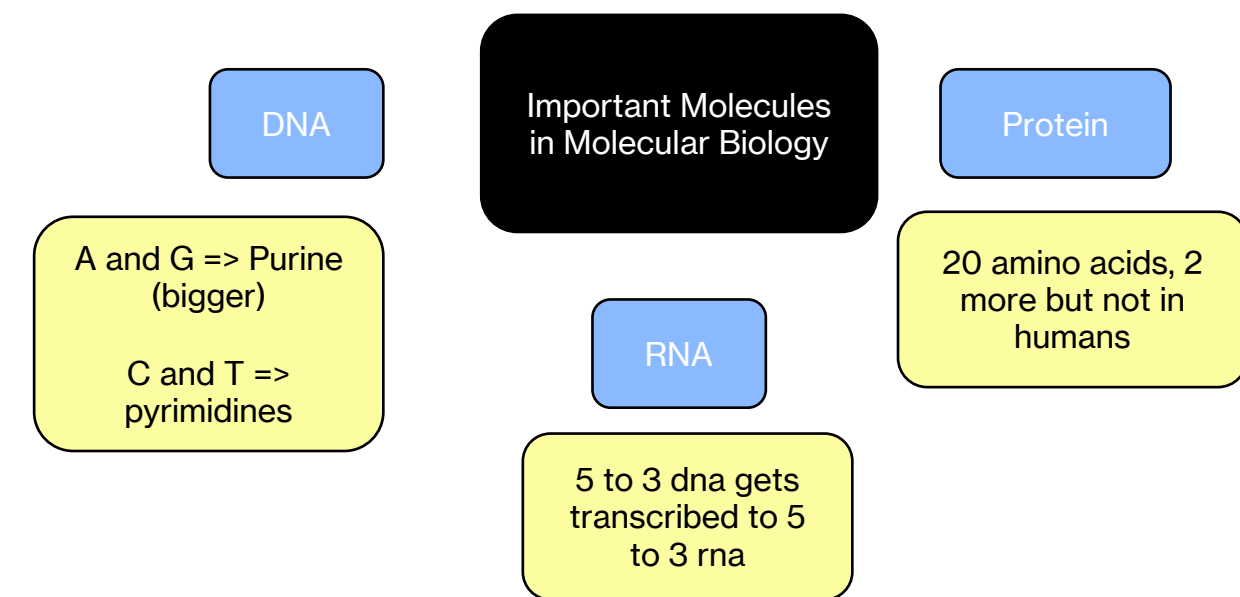 Important Molecules
in Molecular Biology
DNA
A and G => Purine
(bigger)
C and T =>
pyrimidines
RNA
5 to 3 dna gets
transcribed to 5
to 3 rna
Protein
20 amino acids, 2
more but not in
humans